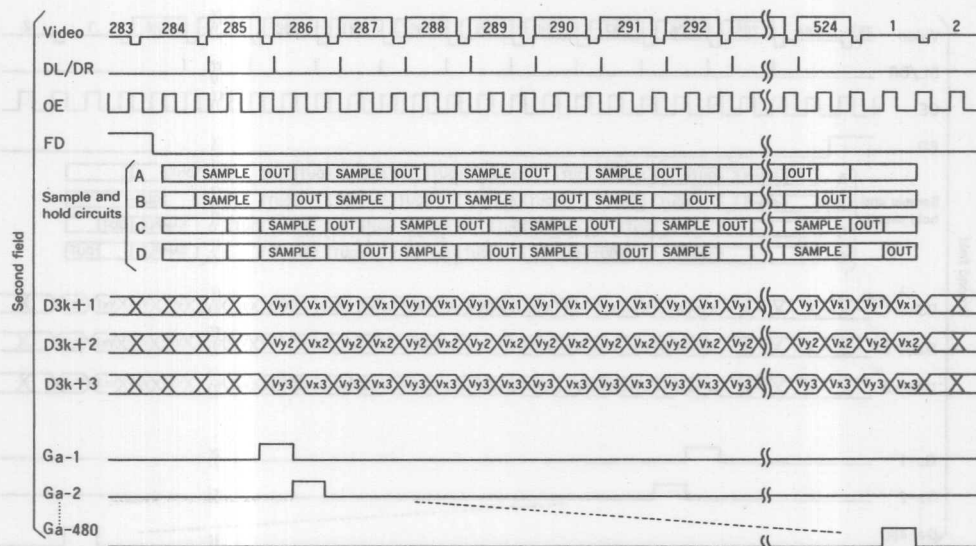 Second field
Video 283 284 285 286 287 288 289 290 291 292 524 1 2
DL/DR
OE
FD
Sample and
hold circuits
A SAMPLE OUT SAMPLE OUT SAMPLE OUT SAMPLE OUT OUT
B SAMPLE OUT SAMPLE OUT SAMPLE OUT SAMPLE OUT OUT
C SAMPLE OUT SAMPLE OUT SAMPLE OUT SAMPLE OUT SAMPLE OUT
D SAMPLE OUT SAMPLE OUT SAMPLE OUT SAMPLE SAMPLE OUT
D3k+1 Vy1 Vx1 Vy1 Vx1 Vy1 Vx1 Vy1 Vx1 Vy1 Vx1 Vy1 Vx1 Vy1 Vx1 Vy1 Vy1 Vx1 Vy1 Vx1
D3k+2 Vy2 Vx2 Vy2 Vx2 Vy2 Vx2 Vy2 Vx2 Vy2 Vx2 Vy2 Vx2 Vy2 Vx2 Vy2 Vy2 Vx2 Vy2 Vx2
D3k+3 Vy3 Vx3 Vy3 Vx3 Vy3 Vx3 Vy3 Vx3 Vy3 Vx3 Vy3 Vx3 Vy3 Vx3 Vy3 Vy3 Vx3 Vy3 Vx3
Ga-1
Ga-2
Ga-480